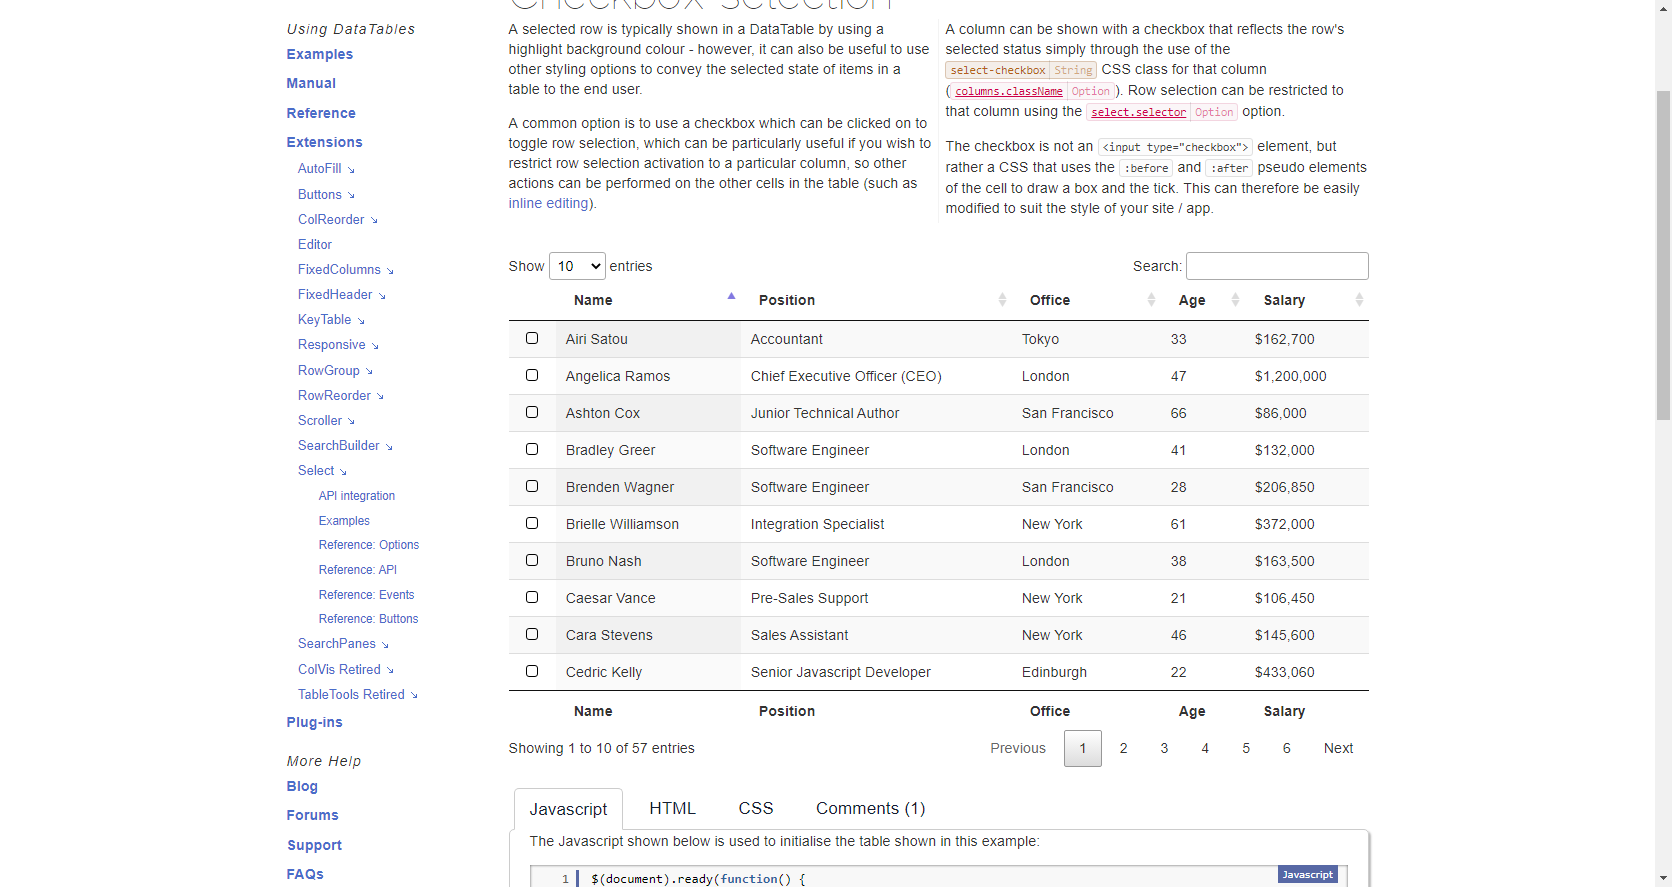 Checkbox selection
Using DataTables
Examples
Manual
Reference
Extensions
AutoFill ↘
Buttons ↘
ColReorder ↘
Editor
FixedColumns ↘
FixedHeader ↘
KeyTable ↘
Responsive ↘
RowGroup ↘
RowReorder ↘
Scroller ↘
SearchBuilder ↘
Select ↘
API integration
Examples
Reference: Options
Reference: API
Reference: Events
Reference: Buttons
SearchPanes ↘
ColVis Retired ↘
TableTools Retired ↘
Plug-ins
More Help
Blog
Forums
Support
FAQs
A selected row is typically shown in a DataTable by using a
highlight background colour - however, it can also be useful to use
other styling options to convey the selected state of items in a
table to the end user.
A common option is to use a checkbox which can be clicked on to
toggle row selection, which can be particularly useful if you wish to
restrict row selection activation to a particular column, so other
actions can be performed on the other cells in the table (such as
inline editing).
A column can be shown with a checkbox that reflects the row's
selected status simply through the use of the
select-checkbox String CSS class for that column
( columns.className Option ). Row selection can be restricted to
that column using the select.selector Option option.
The checkbox is not an <input type="checkbox"> element, but
rather a CSS that uses the :before and :after pseudo elements
of the cell to draw a box and the tick. This can therefore be easily
modified to suit the style of your site / app.
Show 10 entries Search:
Name Position Office Age Salary
Airi Satou Accountant Tokyo 33 $162,700
Angelica Ramos Chief Executive Officer (CEO) London 47 $1,200,000
Ashton Cox Junior Technical Author San Francisco 66 $86,000
Bradley Greer Software Engineer London 41 $132,000
Brenden Wagner Software Engineer San Francisco 28 $206,850
Brielle Williamson Integration Specialist New York 61 $372,000
Bruno Nash Software Engineer London 38 $163,500
Caesar Vance Pre-Sales Support New York 21 $106,450
Cara Stevens Sales Assistant New York 46 $145,600
Cedric Kelly Senior Javascript Developer Edinburgh 22 $433,060
Name Position Office Age Salary
Showing 1 to 10 of 57 entries Previous 1 2 3 4 5 6 Next
Javascript HTML CSS Comments (1)
The Javascript shown below is used to initialise the table shown in this example:
Javascript
1 $(document).ready(function() {